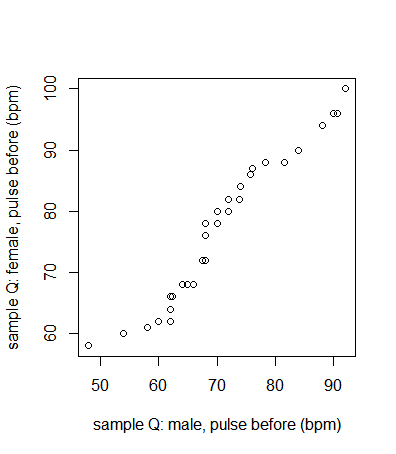 sample Q: female, pulse before (bpm)
100
90
80
70
60
50 60 70 80 90
sample Q: male, pulse before (bpm)